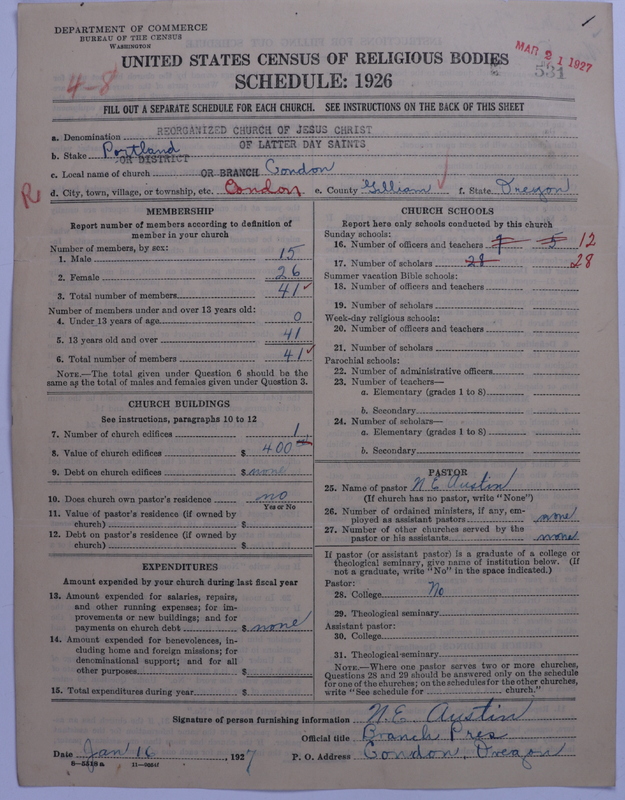 DEPARTMENT OF COMMERCE
BUREAU OF THE CENSUS
WASHINGTON
MAR 21 1927
531
4-8
UNITED STATES CENSUS OF RELIGIOUS BODIES
SCHEDULE: 1926
FILL OUT A SEPARATE SCHEDULE FOR EACH CHURCH. SEE INSTRUCTIONS ON THE BACK OF THIS SHEET
a. Denomination REORGANIZED CHURCH OF JESUS CHRIST
OF LATTER DAY SAINTS
b. Stake Portland
OR DISTRICT
c. Local name of church OR BRANCH Condon
R d. City, town, village, or township, etc. Condon e. County Gilliam f. State Oregon
MEMBERSHIP
Report number of members according to definition of
member in your church
Number of members, by sex:
1. Male 15
2. Female 26
3. Total number of members 41
Number of members under and over 13 years old:
4. Under 13 years of age 0
5. 13 years old and over 41
6. Total number of members 41
NOTE.—The total given under Question 6 should be the
same as the total of males and females given under Question 3.
CHURCH BUILDINGS
See instructions, paragraphs 10 to 12
7. Number of church edifices 1
8. Value of church edifices $ 400
9. Debt on church edifices $ none
10. Does church own pastor's residence no
Yes or No
11. Value of pastor's residence (if owned by
church) $
12. Debt on pastor's residence (if owned by
church) $
EXPENDITURES
Amount expended by your church during last fiscal year
13. Amount expended for salaries, repairs,
and other running expenses; for im-
provements or new buildings; and for
payments on church debt $ none
14. Amount expended for benevolences, in-
cluding home and foreign missions; for
denominational support; and for all
other purposes $
15. Total expenditures during year $
CHURCH SCHOOLS
Report here only schools conducted by this church
Sunday schools:
16. Number of officers and teachers 7 5 12
17. Number of scholars 28 28
Summer vacation Bible schools:
18. Number of officers and teachers
19. Number of scholars
Week-day religious schools:
20. Number of officers and teachers
21. Number of scholars
Parochial schools:
22. Number of administrative officers
23. Number of teachers—
a. Elementary (grades 1 to 8)
b. Secondary
24. Number of scholars—
a. Elementary (grades 1 to 8)
b. Secondary
PASTOR
25. Name of pastor N E Austin
(If church has no pastor, write "None")
26. Number of ordained ministers, if any, em-
ployed as assistant pastors none
27. Number of other churches served by the
pastor or his assistants none
If pastor (or assistant pastor) is a graduate of a college or
theological seminary, give name of institution below. (If
not a graduate, write "No" in the space indicated.)
Pastor:
28. College No
29. Theological seminary
Assistant pastor:
30. College
31. Theological seminary
NOTE.—Where one pastor serves two or more churches,
Questions 28 and 29 should be answered only on the schedule
for one of the churches; on the schedules for the other churches,
write "See schedule for church."
Signature of person furnishing information N. E. Austin
Official title Branch Pres
Date Jan 16, 1927 P. O. Address Condon, Oregon
8-5518a